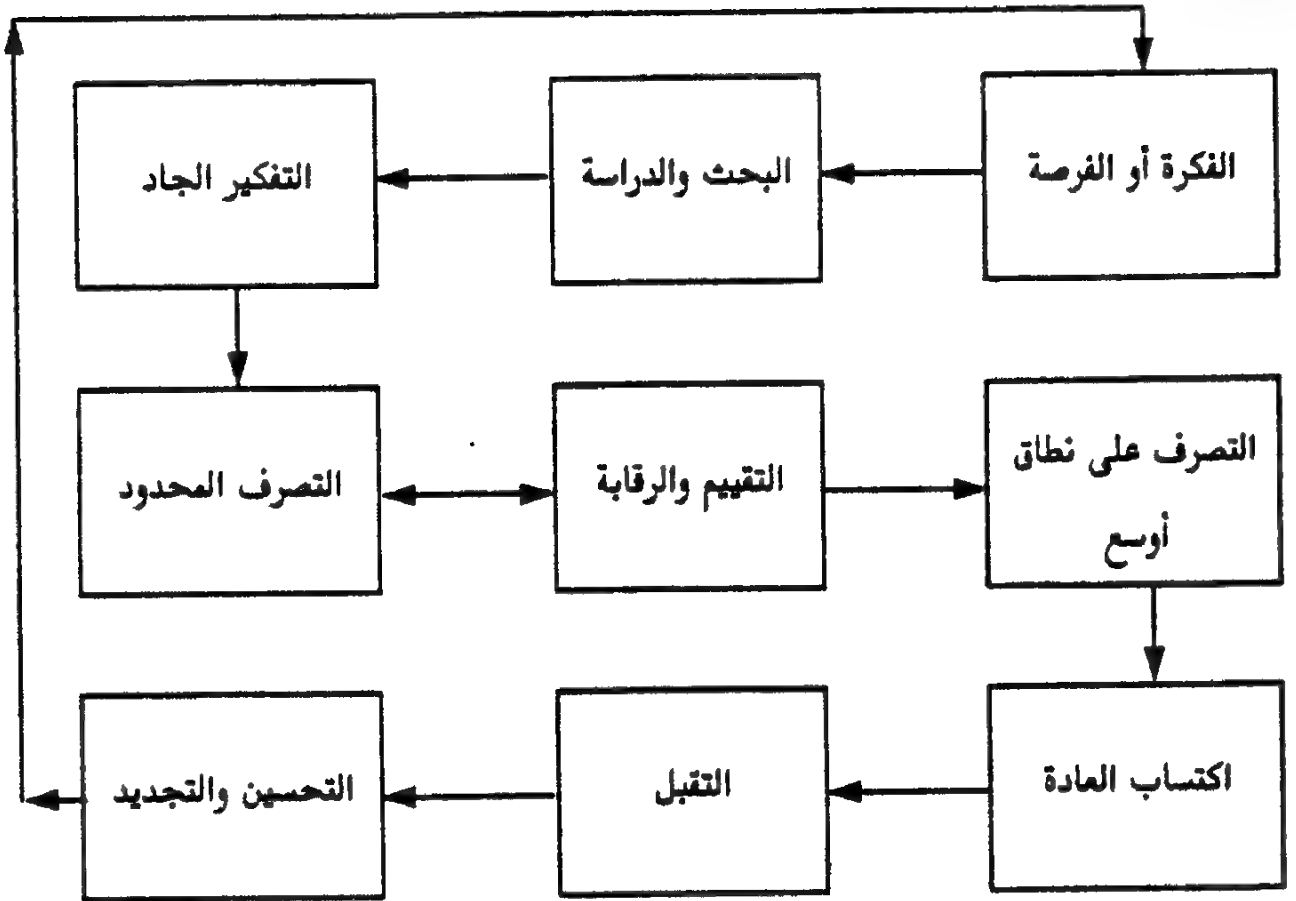 الفكرة أو الفرصة
البحث والدراسة
التفكير الجاد
التصرف المحدود
التقييم والرقابة
التصرف على نطاق
أوسع
اكتساب العادة
التقبل
التحسين والتجديد